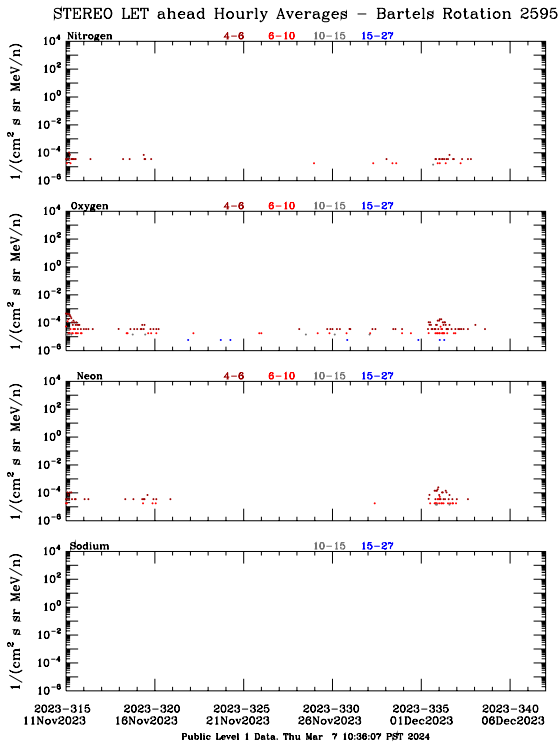 STEREO LET ahead Hourly Averages - Bartels Rotation 2595
Nitrogen 4-6 6-10 10-15 15-27
10^4
10^2
10^0
10^-2
10^-4
10^-6
1/(cm^2 s sr MeV/n)
Oxygen 4-6 6-10 10-15 15-27
10^4
10^2
10^0
10^-2
10^-4
10^-6
1/(cm^2 s sr MeV/n)
Neon 4-6 6-10 10-15 15-27
10^4
10^2
10^0
10^-2
10^-4
10^-6
1/(cm^2 s sr MeV/n)
Sodium 10-15 15-27
10^4
10^2
10^0
10^-2
10^-4
10^-6
1/(cm^2 s sr MeV/n)
2023-315 2023-320 2023-325 2023-330 2023-335 2023-340
11Nov2023 16Nov2023 21Nov2023 26Nov2023 01Dec2023 06Dec2023
Public Level 1 Data, Thu Mar 7 10:36:07 PST 2024